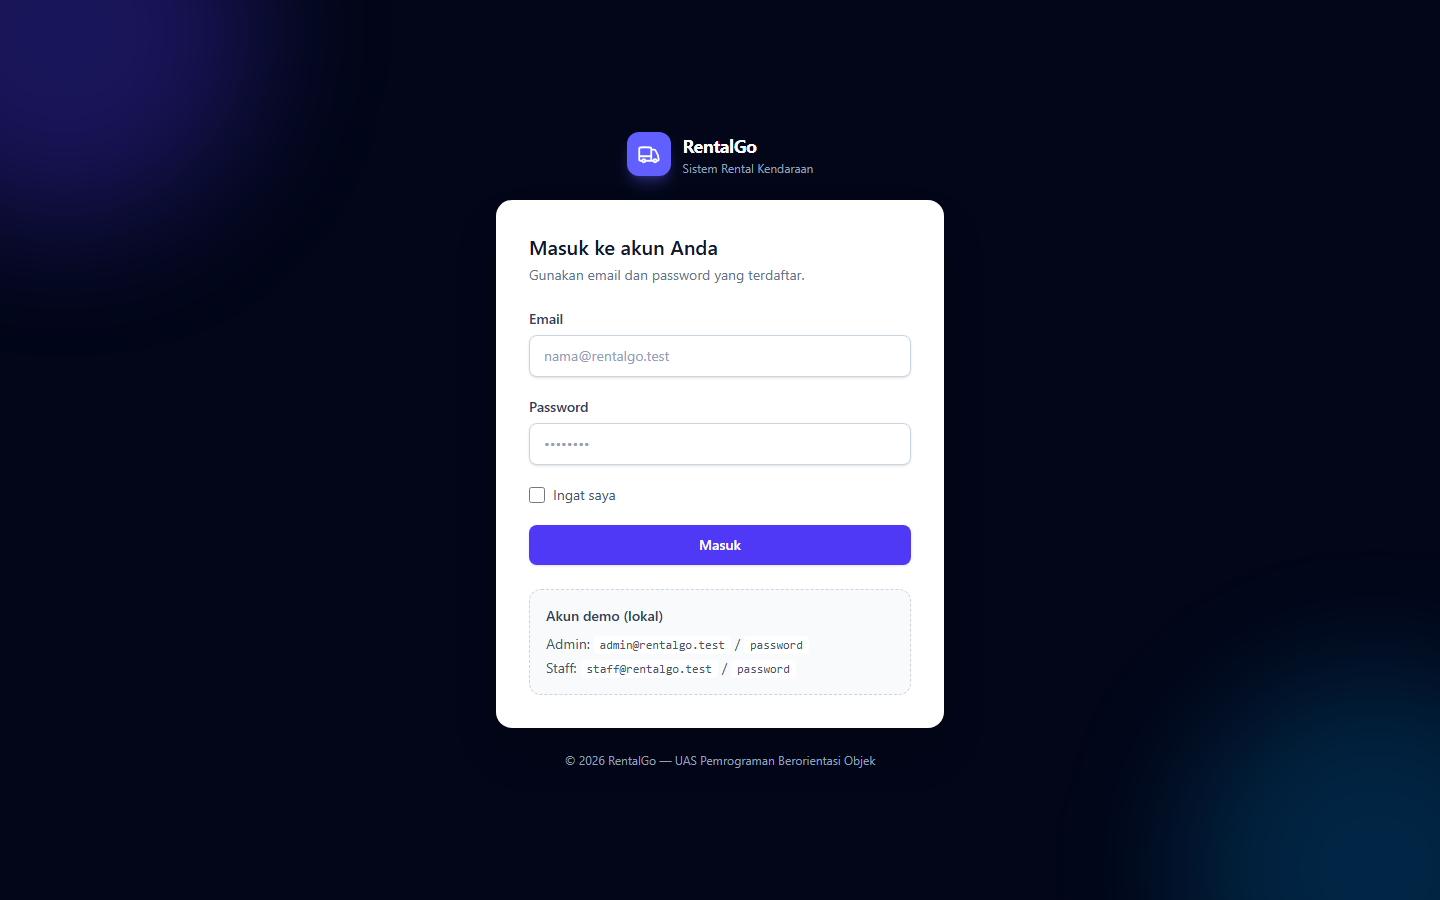 RentalGo
Sistem Rental Kendaraan
Masuk ke akun Anda
Gunakan email dan password yang terdaftar.
Email
nama@rentalgo.test
Password
••••••••
Ingat saya
Masuk
Akun demo (lokal)
Admin: admin@rentalgo.test / password
Staff: staff@rentalgo.test / password
© 2026 RentalGo — UAS Pemrograman Berorientasi Objek